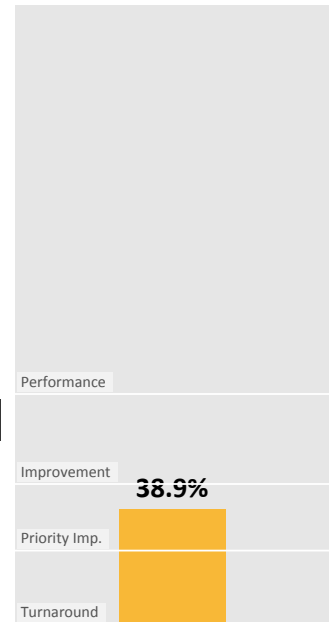 Performance
Improvement
38.9%
Priority Imp.
Turnaround